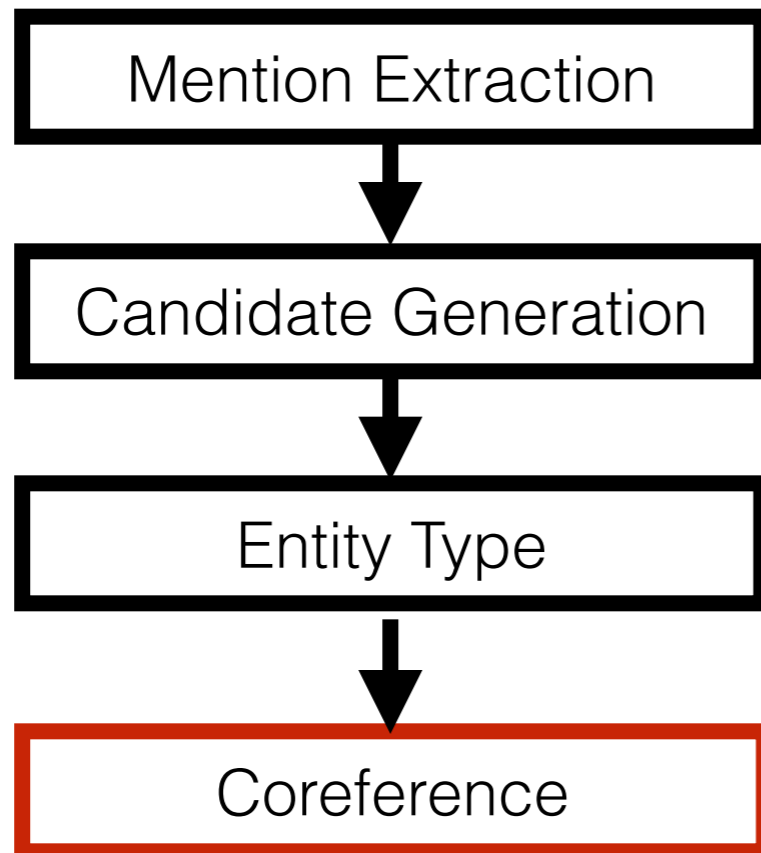 Mention Extraction
Candidate Generation
Entity Type
Coreference